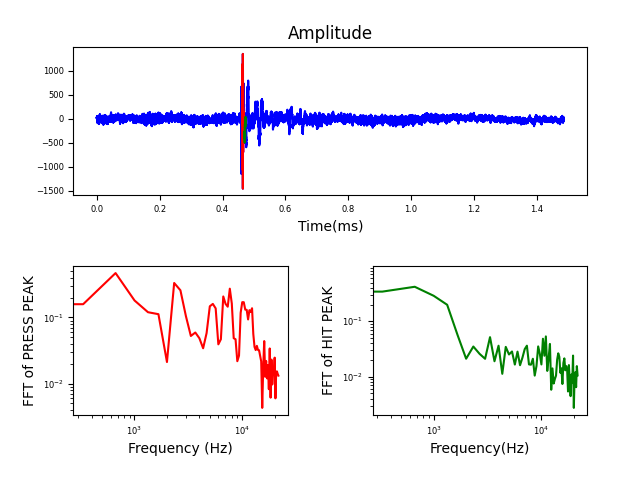 Amplitude
1000
500
0
−500
−1000
−1500
0.0 0.2 0.4 0.6 0.8 1.0 1.2 1.4
Time(ms)
FFT of PRESS PEAK
10⁻¹
10⁻²
10³ 10⁴
Frequency (Hz)
FFT of HIT PEAK
10⁻¹
10⁻²
10³ 10⁴
Frequency(Hz)